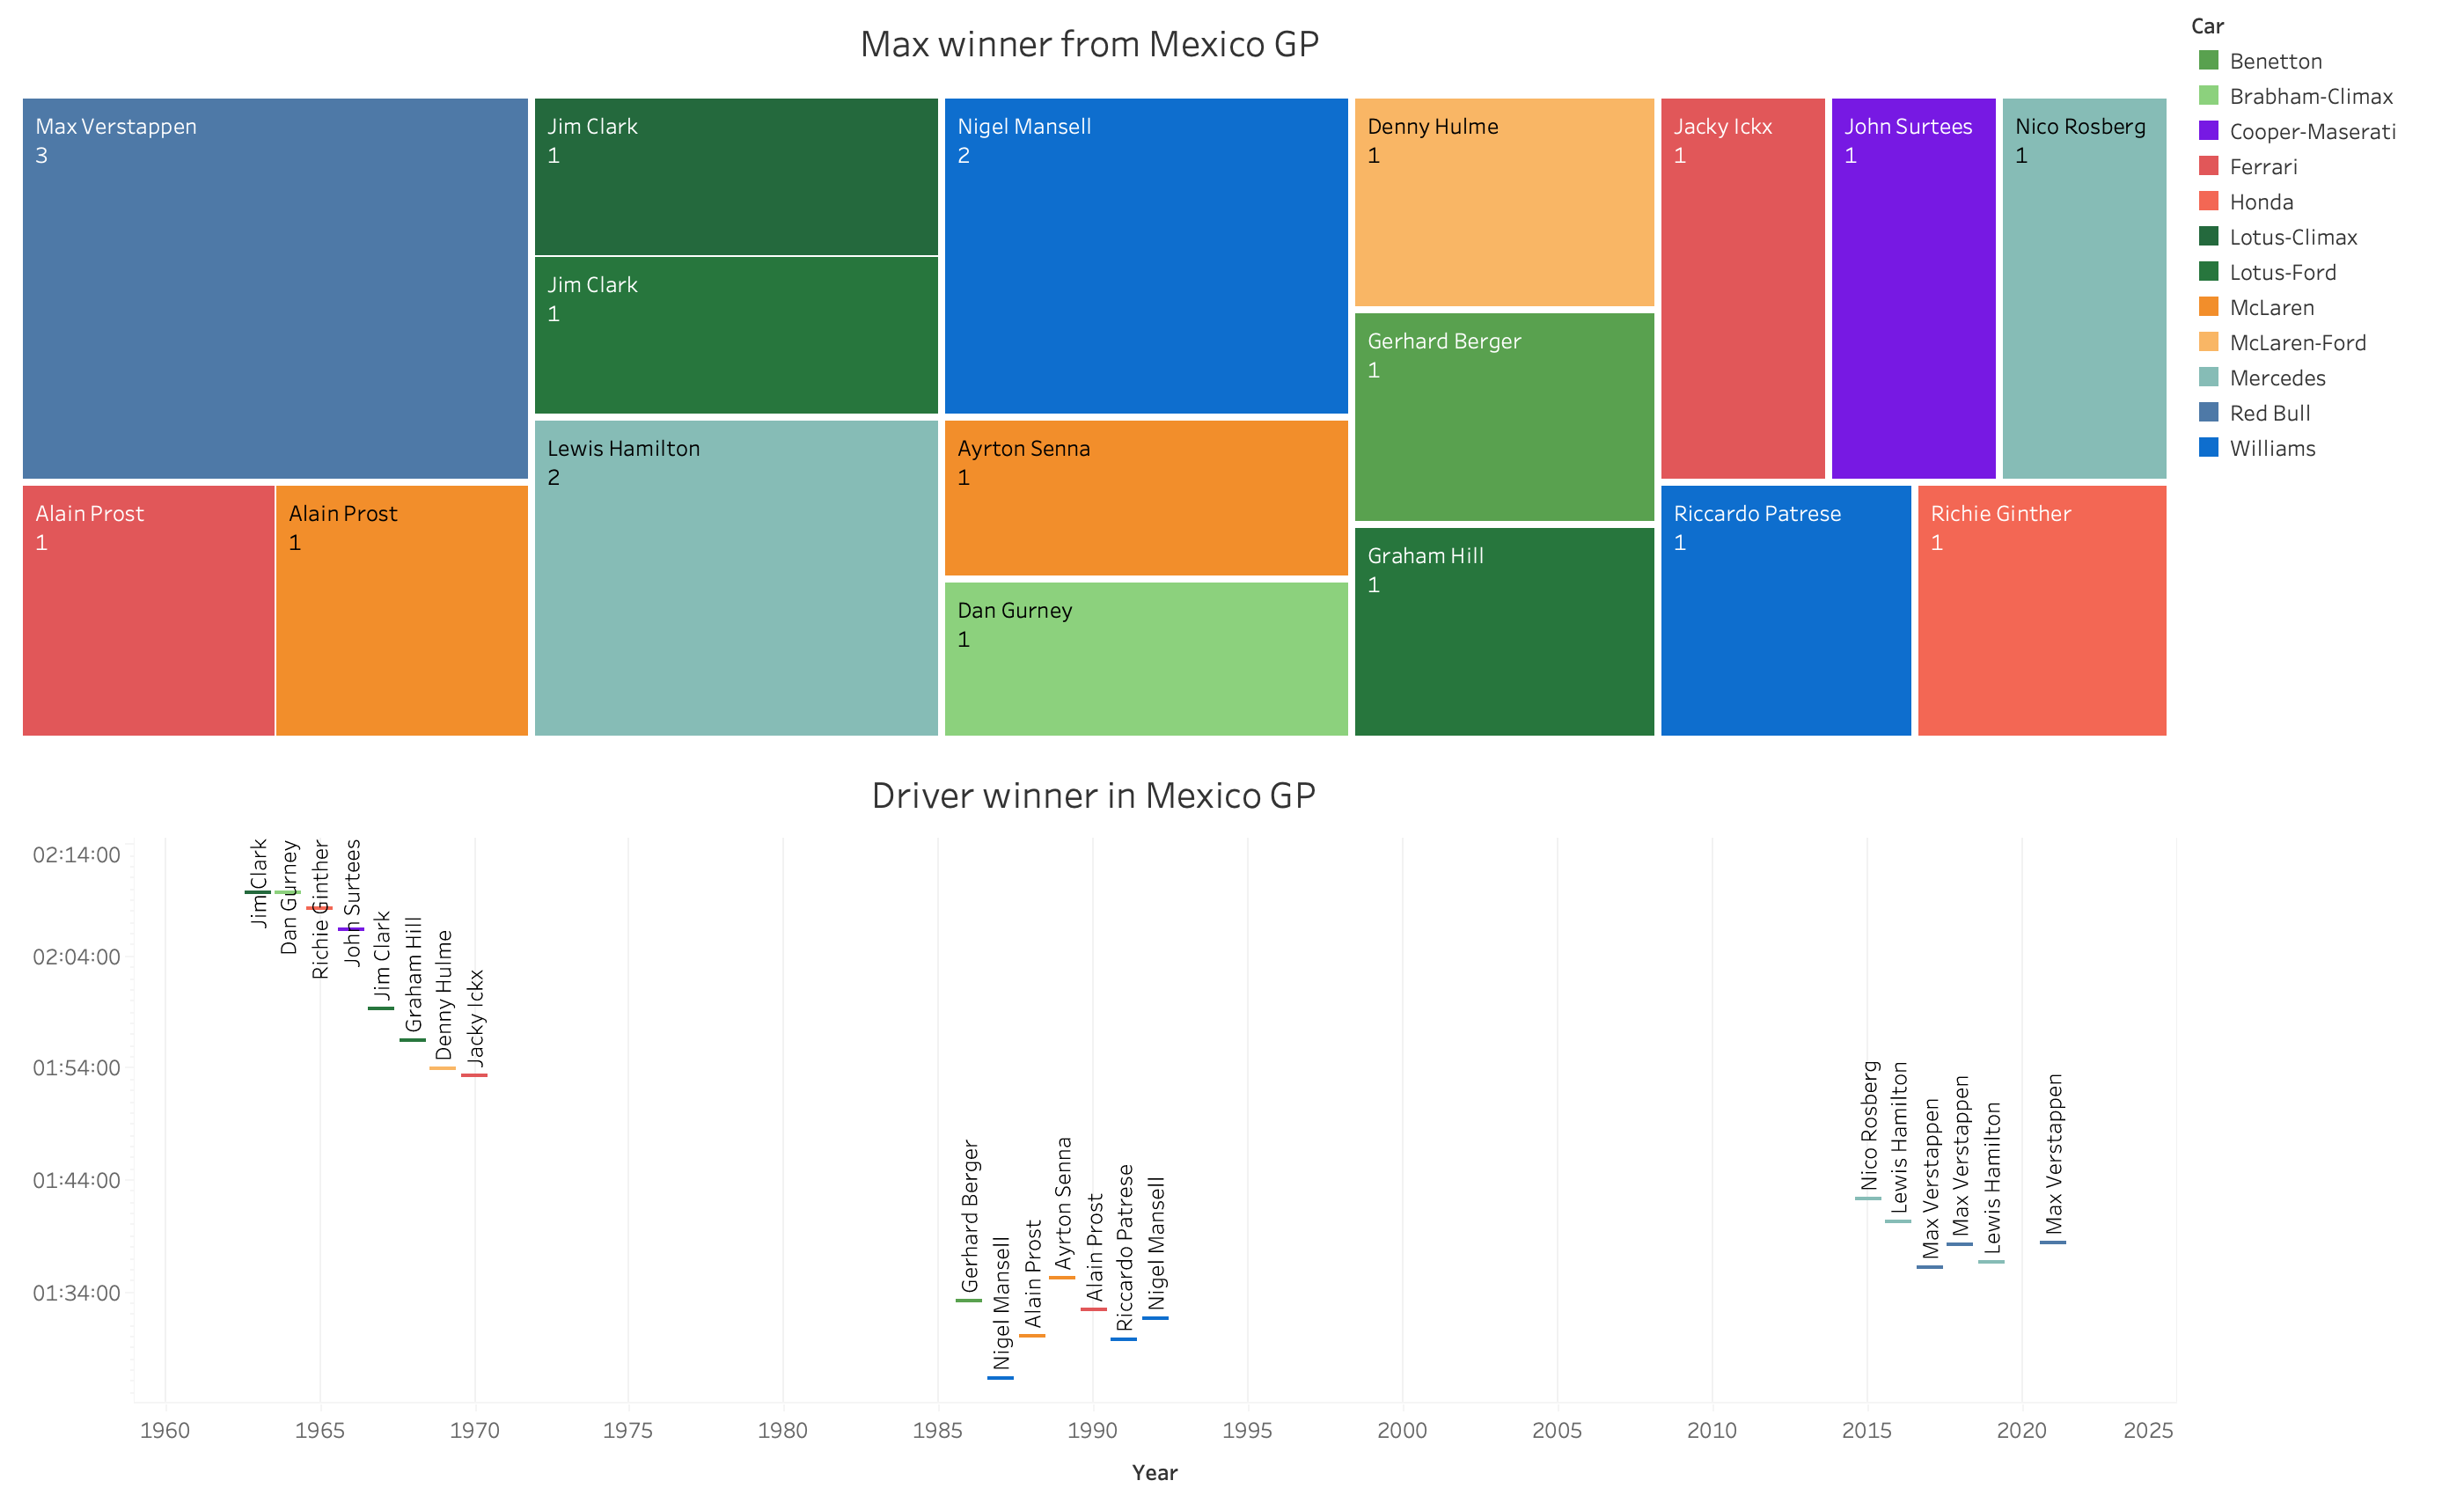 Max winner from Mexico GP
Car
Benetton
Brabham-Climax
Cooper-Maserati
Ferrari
Honda
Lotus-Climax
Lotus-Ford
McLaren
McLaren-Ford
Mercedes
Red Bull
Williams
Max Verstappen
3
Jim Clark
1
Nigel Mansell
2
Denny Hulme
1
Jacky Ickx
1
John Surtees
1
Nico Rosberg
1
Jim Clark
1
Gerhard Berger
1
Lewis Hamilton
2
Ayrton Senna
1
Alain Prost
1
Alain Prost
1
Riccardo Patrese
1
Richie Ginther
1
Graham Hill
1
Dan Gurney
1
Driver winner in Mexico GP
02:14:00
02:04:00
01:54:00
01:44:00
01:34:00
Jim Clark
Dan Gurney
Richie Ginther
John Surtees
Jim Clark
Graham Hill
Denny Hulme
Jacky Ickx
Gerhard Berger
Nigel Mansell
Alain Prost
Ayrton Senna
Alain Prost
Riccardo Patrese
Nigel Mansell
Nico Rosberg
Lewis Hamilton
Max Verstappen
Max Verstappen
Lewis Hamilton
Max Verstappen
1960 1965 1970 1975 1980 1985 1990 1995 2000 2005 2010 2015 2020 2025
Year